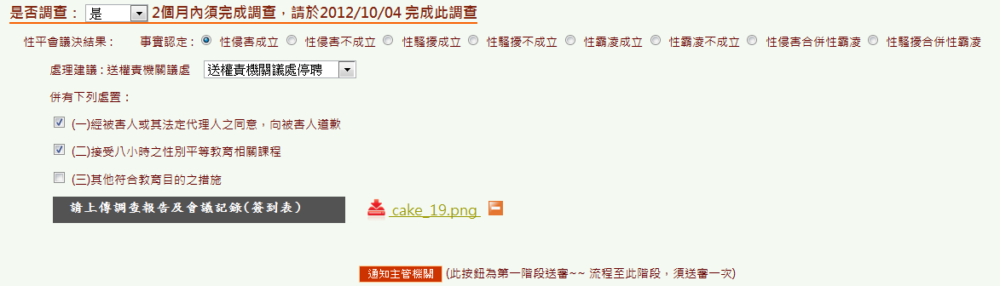 是否調查： 是 2個月內須完成調查，請於2012/10/04 完成此調查
性平會議決結果： 事實認定： 性侵害成立 性侵害不成立 性騷擾成立 性騷擾不成立 性霸凌成立 性霸凌不成立 性侵害合併性霸凌 性騷擾合併性霸凌
處理建議：送權責機關議處 送權責機關議處停聘
併有下列處置：
(一)經被害人或其法定代理人之同意，向被害人道歉
(二)接受八小時之性別平等教育相關課程
(三)其他符合教育目的之措施
請上傳調查報告及會議記錄(簽到表) cake_19.png
通知主管機關 (此按鈕為第一階段送審~~ 流程至此階段，須送審一次)